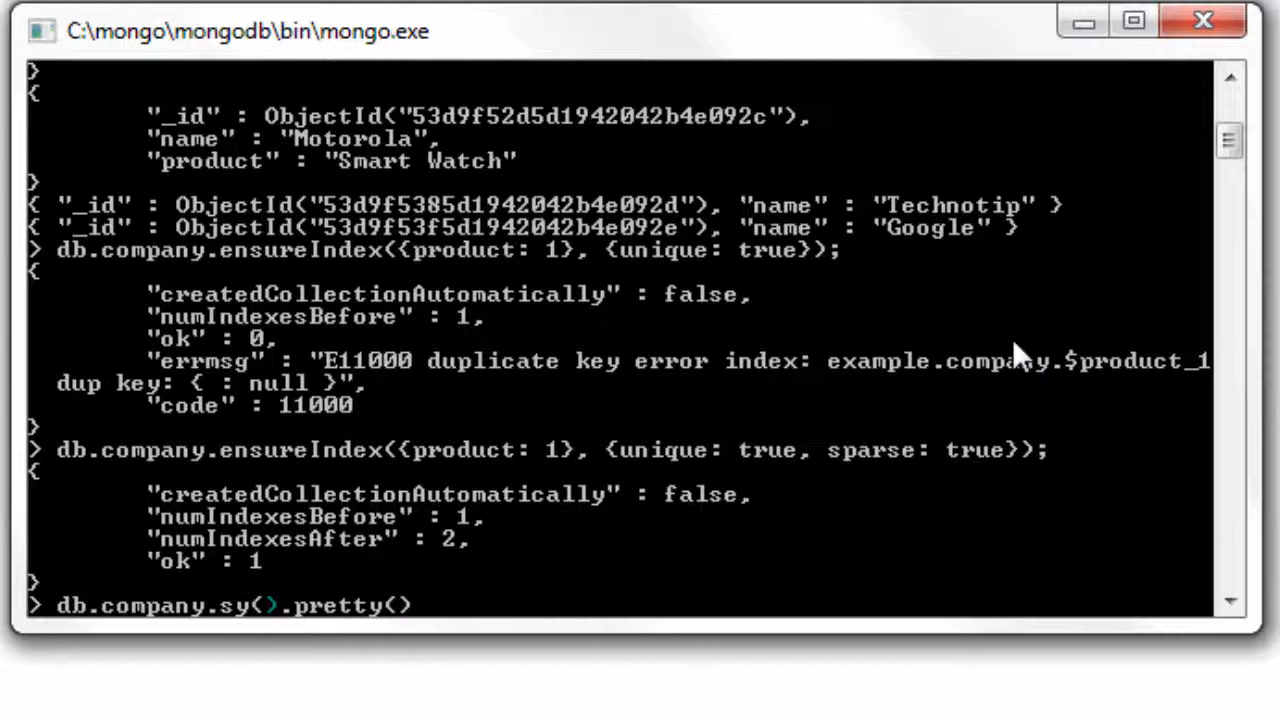 C:\mongo\mongodb\bin\mongo.exe
}
{
"_id" : ObjectId("53d9f52d5d1942042b4e092c"),
"name" : "Motorola",
"product" : "Smart Watch"
}
{ "_id" : ObjectId("53d9f5385d1942042b4e092d"), "name" : "Technotip" }
{ "_id" : ObjectId("53d9f53f5d1942042b4e092e"), "name" : "Google" }
> db.company.ensureIndex({product: 1}, {unique: true});
{
"createdCollectionAutomatically" : false,
"numIndexesBefore" : 1,
"ok" : 0,
"errmsg" : "E11000 duplicate key error index: example.company.$product_1
dup key: { : null }",
"code" : 11000
}
> db.company.ensureIndex({product: 1}, {unique: true, sparse: true});
{
"createdCollectionAutomatically" : false,
"numIndexesBefore" : 1,
"numIndexesAfter" : 2,
"ok" : 1
}
> db.company.sy().pretty()